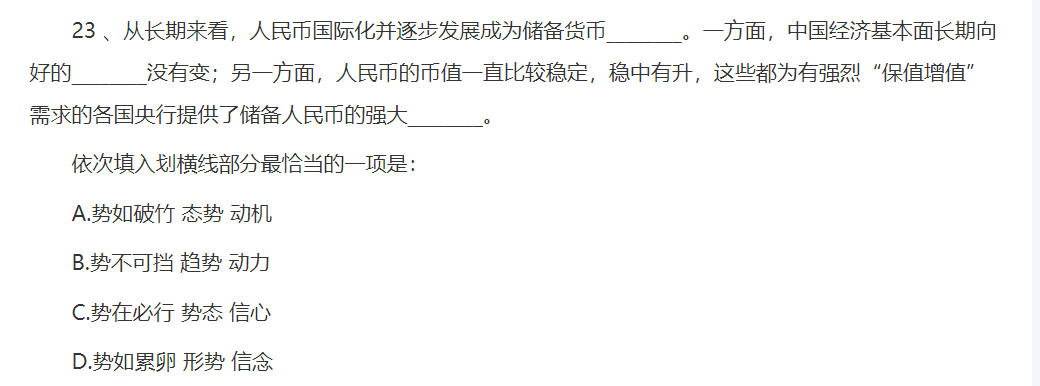 23 、从长期来看，人民币国际化并逐步发展成为储备货币________。一方面，中国经济基本面长期向
好的________没有变；另一方面，人民币的币值一直比较稳定，稳中有升，这些都为有强烈“保值增值”
需求的各国央行提供了储备人民币的强大________。
依次填入划横线部分最恰当的一项是：
A.势如破竹 态势 动机
B.势不可挡 趋势 动力
C.势在必行 势态 信心
D.势如累卵 形势 信念